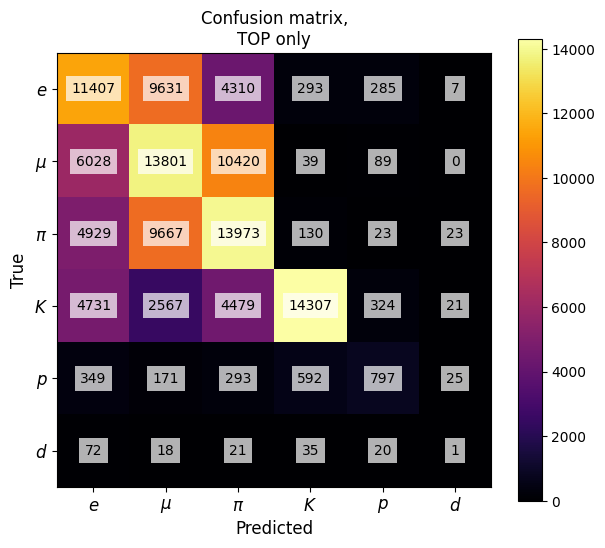 Confusion matrix,
TOP only
14000
e 11407 9631 4310 293 285 7
12000
μ 6028 13801 10420 39 89 0
10000
π 4929 9667 13973 130 23 23
8000
True
K 4731 2567 4479 14307 324 21
6000
4000
p 349 171 293 592 797 25
2000
d 72 18 21 35 20 1
0
e μ π K p d
Predicted